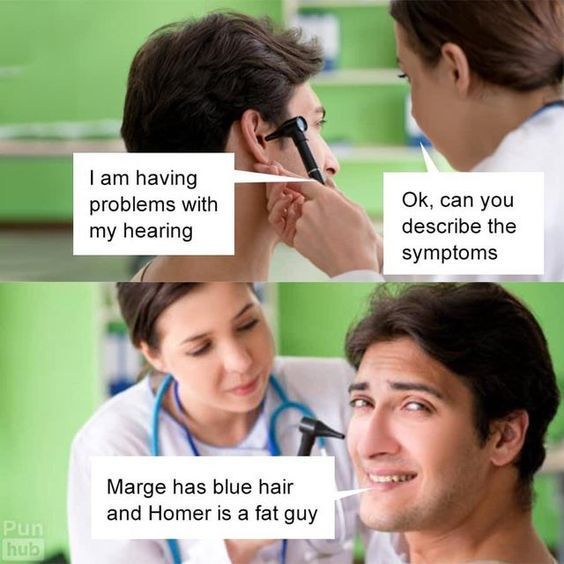 I am having
problems with
my hearing
Ok, can you
describe the
symptoms
Marge has blue hair
and Homer is a fat guy
Pun
hub